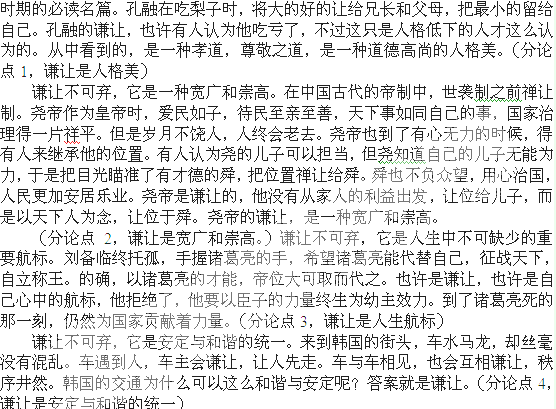 时期的必读名篇。孔融在吃梨子时，将大的好的让给兄长和父母，把最小的留给
自己。孔融的谦让，也许有人认为他吃亏了，不过这只是人格低下的人才这么认
为的。从中看到的，是一种孝道，尊敬之道，是一种道德高尚的人格美。（分论
点 1，谦让是人格美）
谦让不可弃，它是一种宽广和崇高。在中国古代的帝制中，世袭制之前禅让
制。尧帝作为皇帝时，爱民如子，待民至亲至善，天下事如同自己的事，国家治
理得一片祥平。但是岁月不饶人，人终会老去。尧帝也到了有心无力的时候，得
有人来继承他的位置。有人认为尧的儿子可以担当，但尧知道自己的儿子无能为
力，于是把目光瞄准了有才德的舜，把位置禅让给舜。舜也不负众望，用心治国，
人民更加安居乐业。尧帝是谦让的，他没有从家人的利益出发，让位给儿子，而
是以天下人为念，让位于舜。尧帝的谦让，是一种宽广和崇高。
（分论点 2，谦让是宽广和崇高。）谦让不可弃，它是人生中不可缺少的重
要航标。刘备临终托孤，手握诸葛亮的手，希望诸葛亮能代替自己，征战天下，
自立称王。的确，以诸葛亮的才能，帝位大可取而代之。也许是谦让，也许是自
己心中的航标，他拒绝了，他要以臣子的力量终生为幼主效力。到了诸葛亮死的
那一刻，仍然为国家贡献着力量。（分论点 3，谦让是人生航标）
谦让不可弃，它是安定与和谐的统一。来到韩国的街头，车水马龙，却丝毫
没有混乱。车遇到人，车主会谦让，让人先走。车与车相见，也会互相谦让，秩
序井然。韩国的交通为什么可以这么和谐与安定呢？答案就是谦让。（分论点 4，
谦让是安定与和谐的统一）